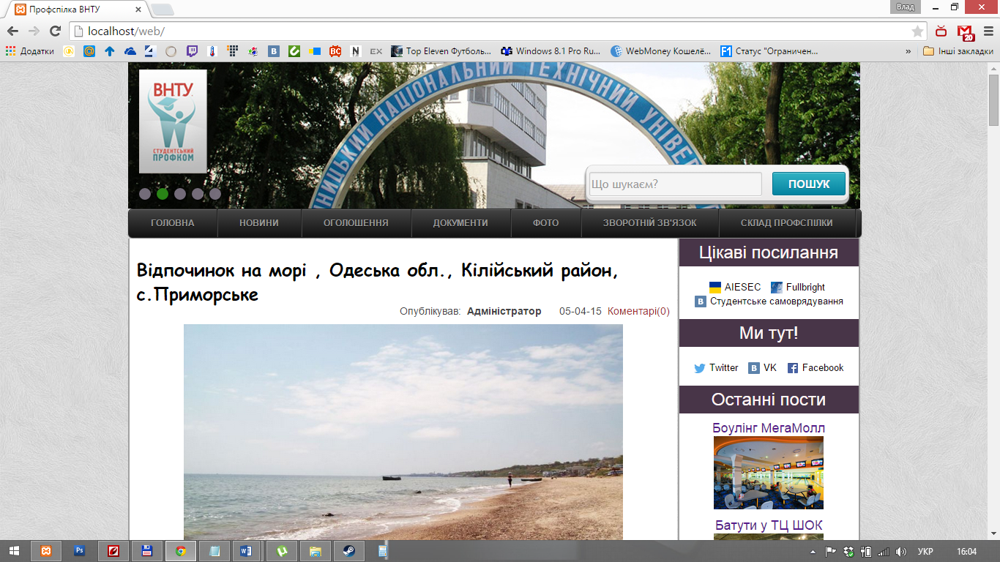 Профспілка ВНТУ
Влад
localhost/web/
20
Додатки
EX
Top Eleven Футболь...
Windows 8.1 Pro Ru...
WebMoney Кошелё...
Статус "Ограничен...
»
Інші закладки
ВНТУ
СТУДЕНТСЬКИЙ
ПРОФКОМ
НИЦЬКИЙ НАЦІОНАЛЬНИЙ ТЕХНІЧНИЙ УНІВЕР
Що шукаєм?
ПОШУК
ГОЛОВНА
НОВИНИ
ОГОЛОШЕННЯ
ДОКУМЕНТИ
ФОТО
ЗВОРОТНІЙ ЗВ'ЯЗОК
СКЛАД ПРОФСПІЛКИ
Відпочинок на морі , Одеська обл., Кілійський район,
с.Приморське
Опублікував: Адміністратор 05-04-15 Коментарі(0)
Цікаві посилання
AIESEC Fullbright
Студентське самоврядування
Ми тут!
Twitter VK Facebook
Останні пости
Боулінг МегаМолл
Батути у ТЦ ШОК
УКР
16:04